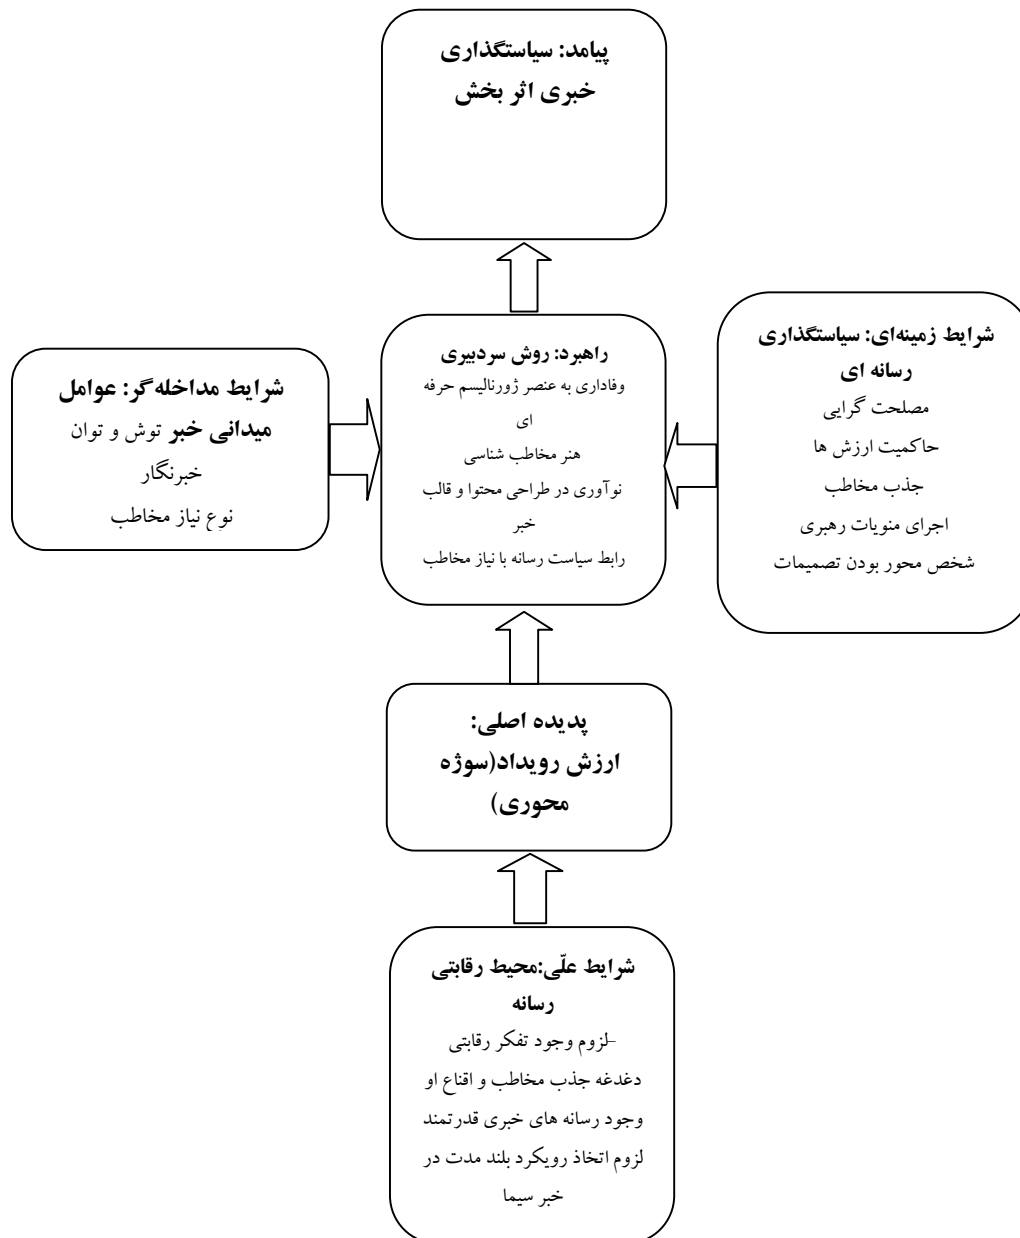 پیامد: سیاستگذاری
خبری اثر بخش
شرایط زمینه‌ای: سیاستگذاری
رسانه ای
مصلحت گرایی
حاکمیت ارزش ها
جذب مخاطب
اجرای منویات رهبری
شخص محور بودن تصمیمات
راهبرد: روش سردبیری
وفاداری به عنصر ژورنالیسم حرفه
ای
هنر مخاطب شناسی
نوآوری در طراحی محتوا و قالب
خبر
رابط سیاست رسانه با نیاز مخاطب
شرایط مداخله‌گر: عوامل
میدانی خبر توش و توان
خبرنگار
نوع نیاز مخاطب
پدیده اصلی:
ارزش رویداد(سوژه
محوری)
شرایط علّی:محیط رقابتی
رسانه
-لزوم وجود تفکر رقابتی
دغدغه جذب مخاطب و اقناع او
وجود رسانه های خبری قدرتمند
لزوم اتخاذ رویکرد بلند مدت در
خبر سیما